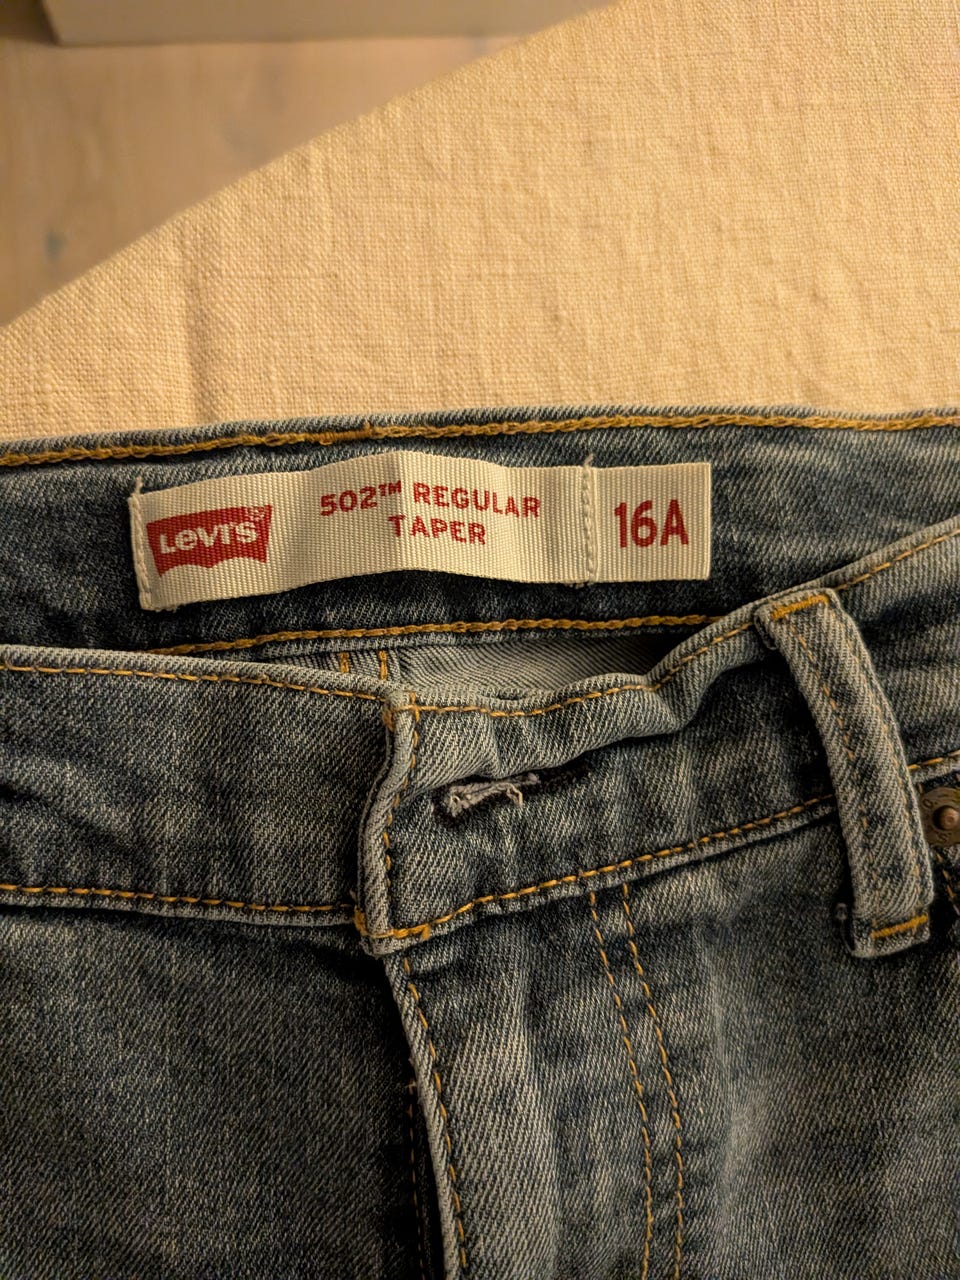 Levi's
502™ REGULAR
TAPER
16A